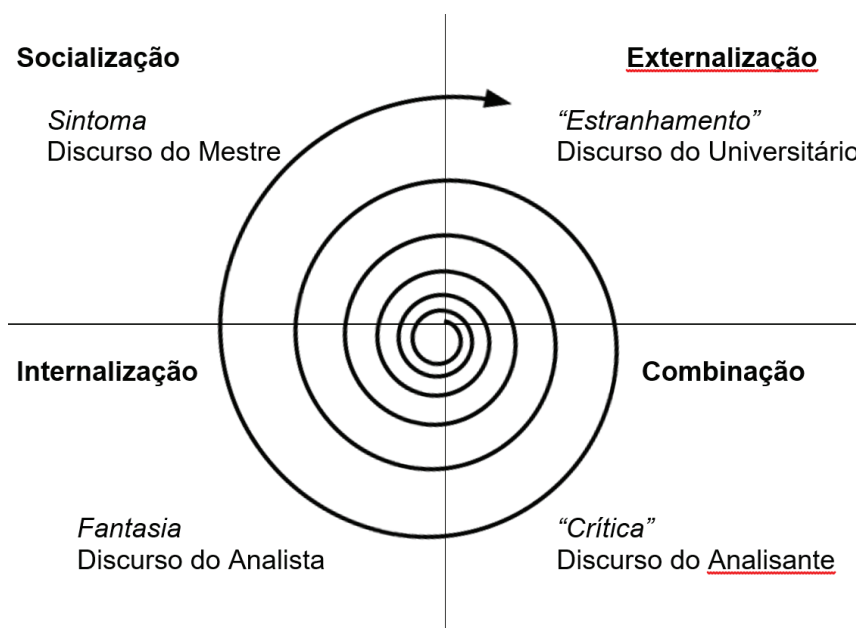 Socialização
Externalização
Sintoma
Discurso do Mestre
“Estranhamento”
Discurso do Universitário
Internalização
Combinação
Fantasia
Discurso do Analista
“Crítica”
Discurso do Analisante